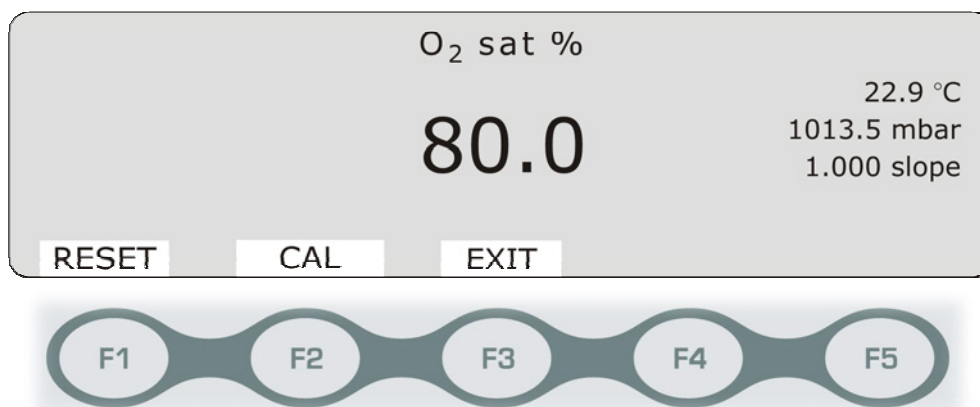 O₂ sat %
22.9 °C
80.0
1013.5 mbar
1.000 slope
RESET CAL EXIT
F1 F2 F3 F4 F5